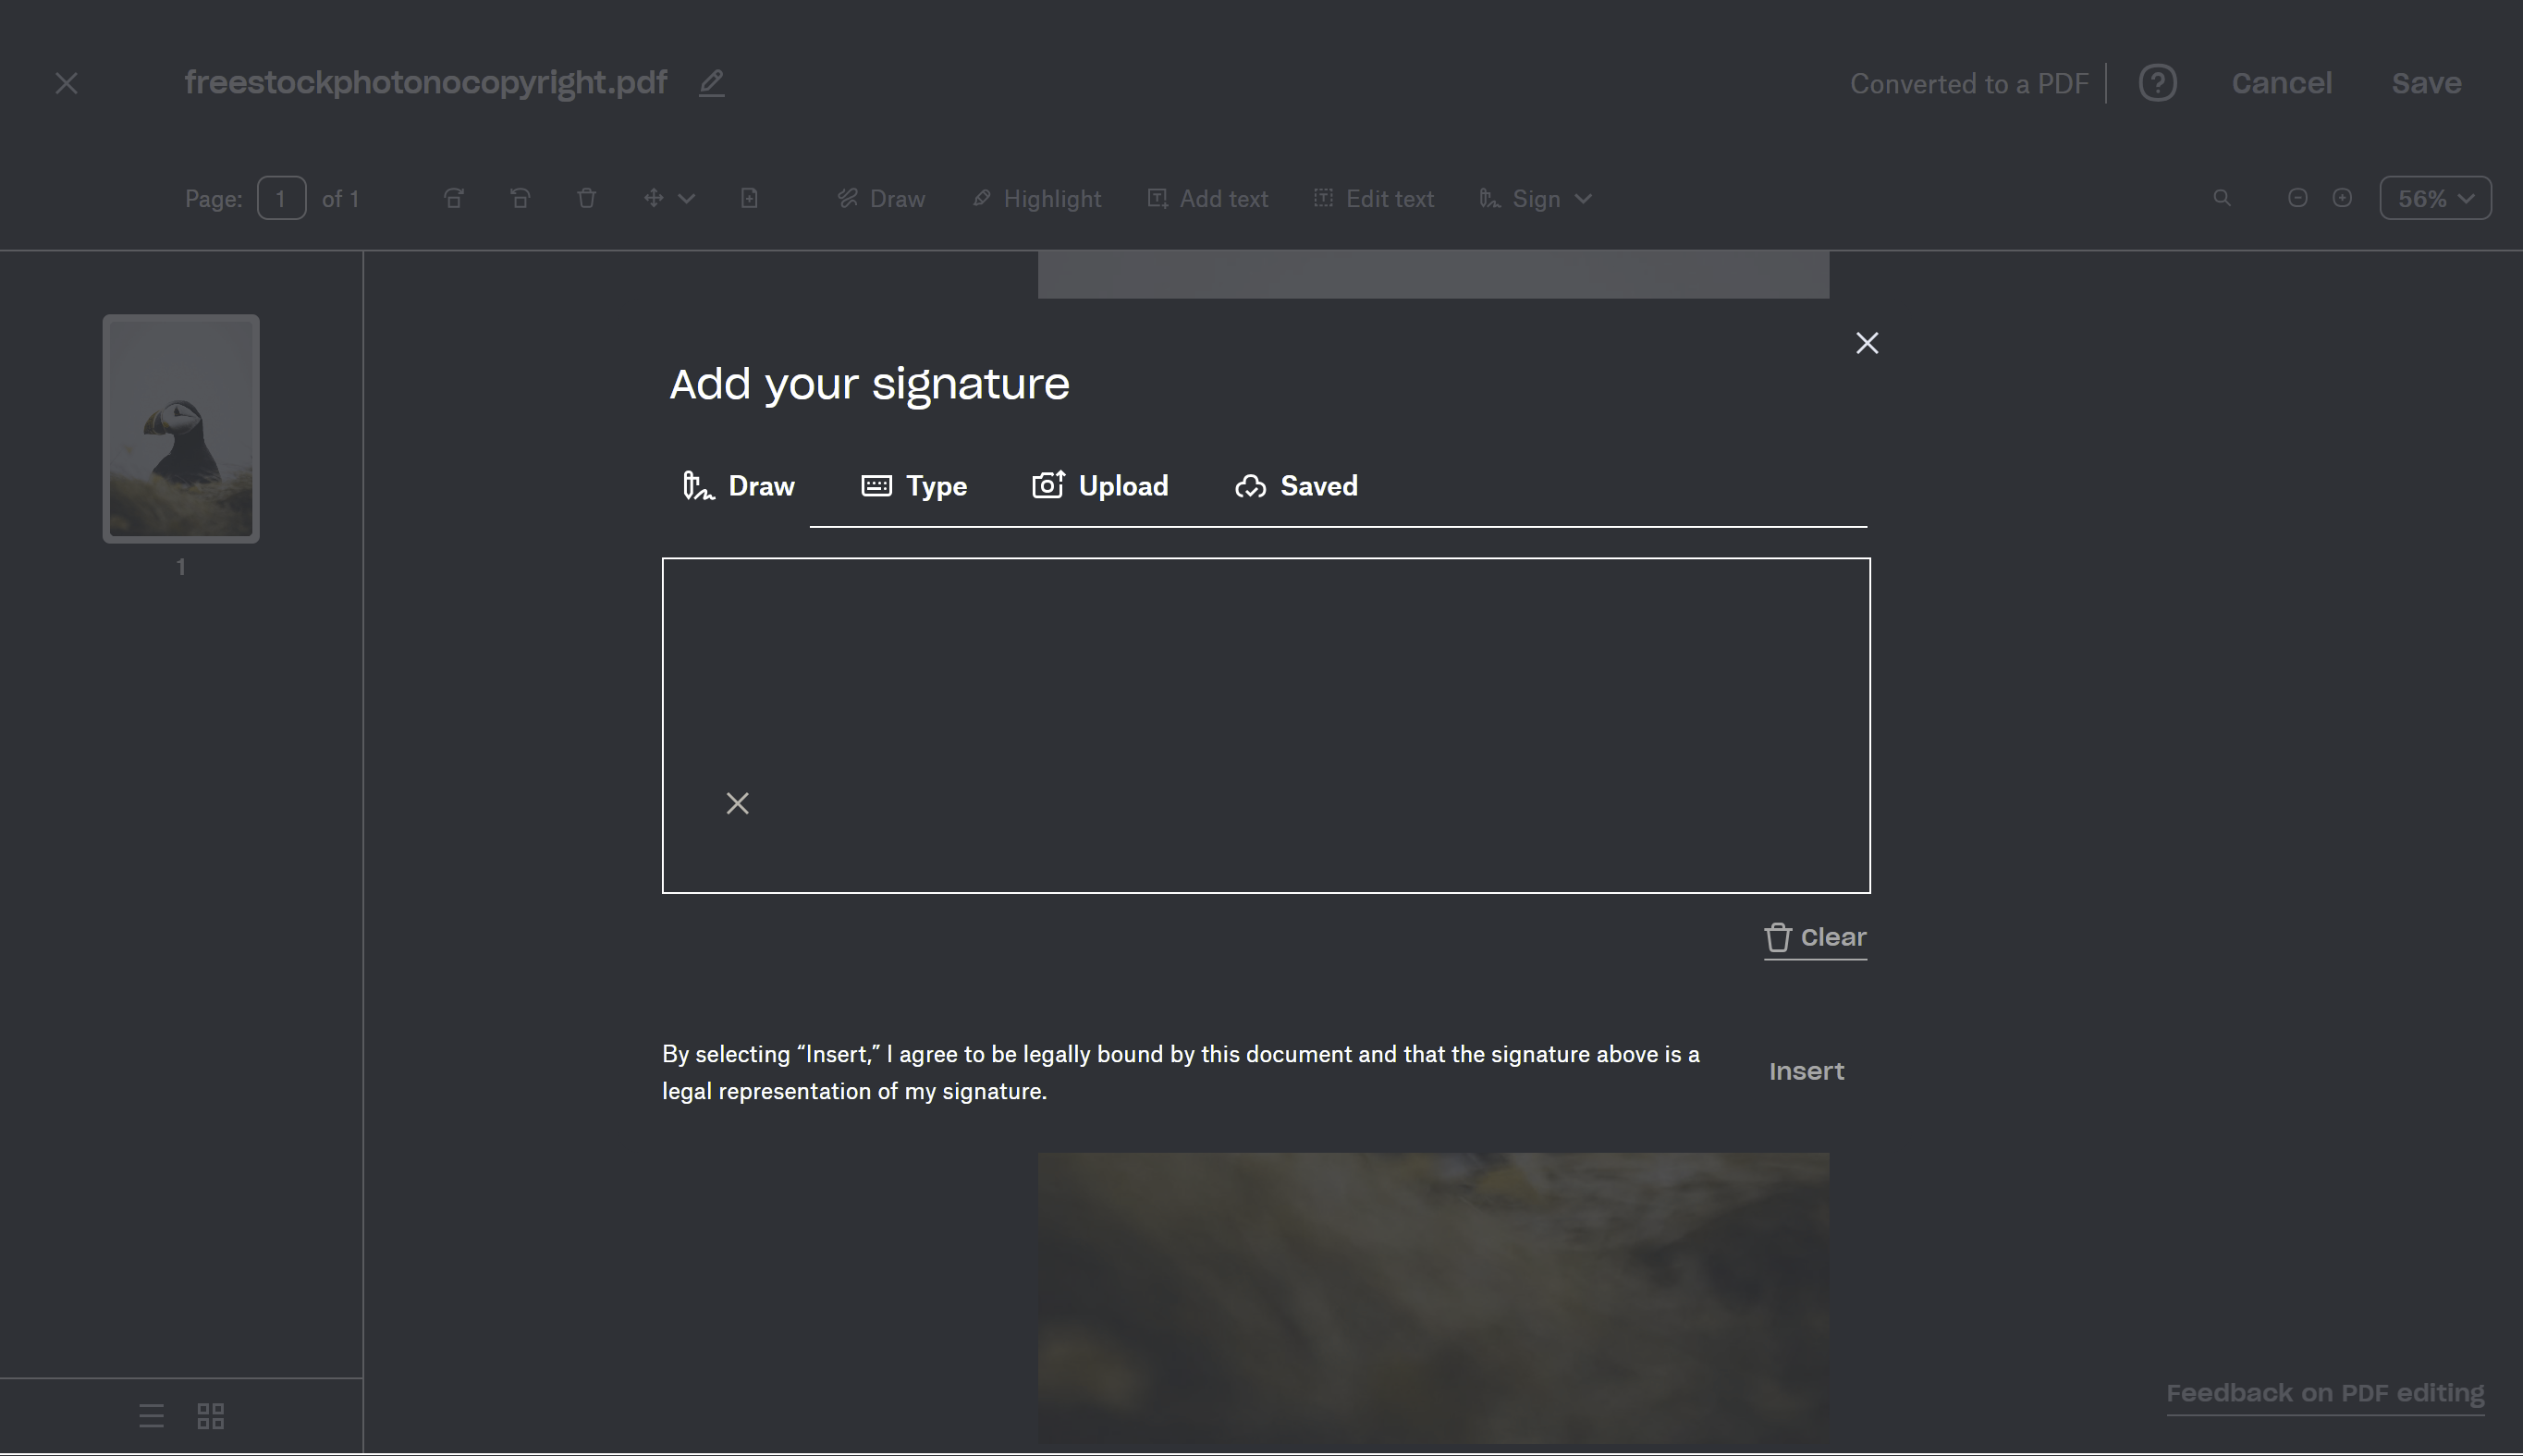 freestockphotonocopyright.pdf
Converted to a PDF
Cancel
Save
Page: 1 of 1
Draw
Highlight
Add text
Edit text
Sign
56%
1
Add your signature
Draw
Type
Upload
Saved
Clear
By selecting “Insert,” I agree to be legally bound by this document and that the signature above is a
legal representation of my signature.
Insert
Feedback on PDF editing